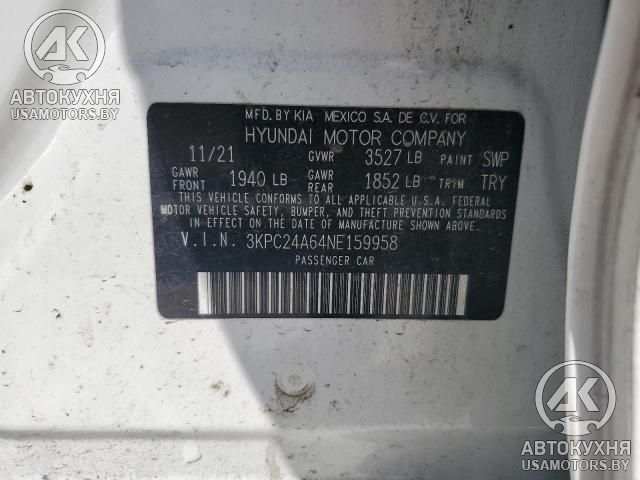 AK
АВТОКУХНЯ
USAMOTORS.BY
MFD. BY KIA MEXICO S.A. DE C.V. FOR
HYUNDAI MOTOR COMPANY
11/21 GVWR 3527 LB PAINT SWP
GAWR FRONT 1940 LB GAWR REAR 1852 LB TRIM TRY
THIS VEHICLE CONFORMS TO ALL APPLICABLE U.S.A. FEDERAL
MOTOR VEHICLE SAFETY, BUMPER, AND THEFT PREVENTION
STANDARDS IN EFFECT ON THE DATE OF MANUFACTURE SHOWN ABOVE.
V.I.N. 3KPC24A64NE159958
PASSENGER CAR
AK
АВТОКУХНЯ
USAMOTORS.BY